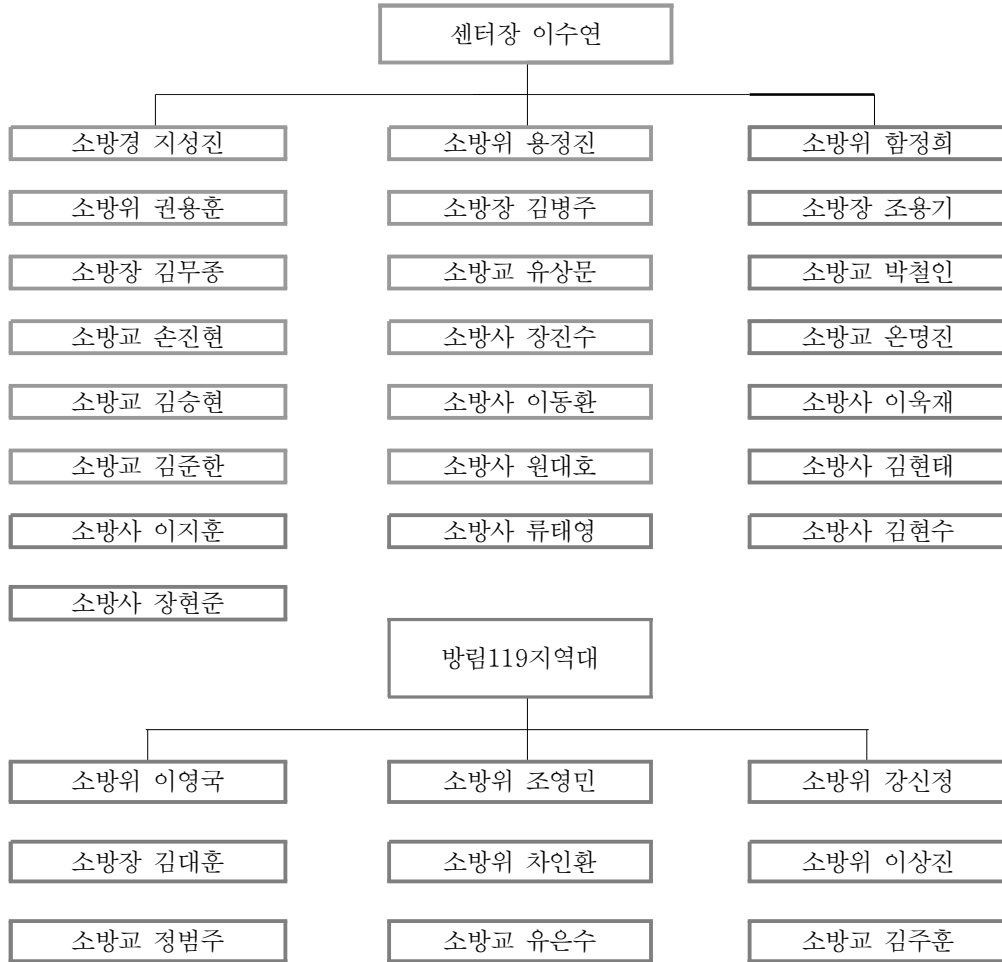 센터장 이수연
소방경 지성진 소방위 용정진 소방위 함정희
소방위 권용훈 소방장 김병주 소방장 조용기
소방장 김무종 소방교 유상문 소방교 박철인
소방교 손진현 소방사 장진수 소방교 온명진
소방교 김승현 소방사 이동환 소방사 이욱재
소방교 김준한 소방사 원대호 소방사 김현태
소방사 이지훈 소방사 류태영 소방사 김현수
소방사 장현준
방림119지역대
소방위 이영국 소방위 조영민 소방위 강신정
소방장 김대훈 소방위 차인환 소방위 이상진
소방교 정범주 소방교 유은수 소방교 김주훈